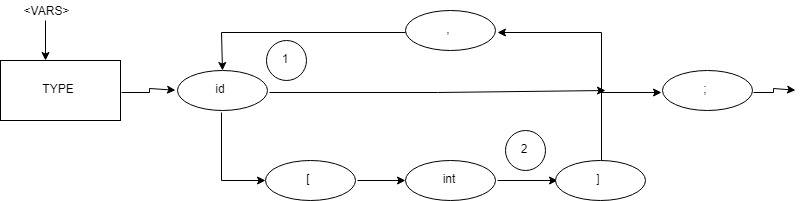 <VARS>
,
1
TYPE
id
;
2
[
int
]